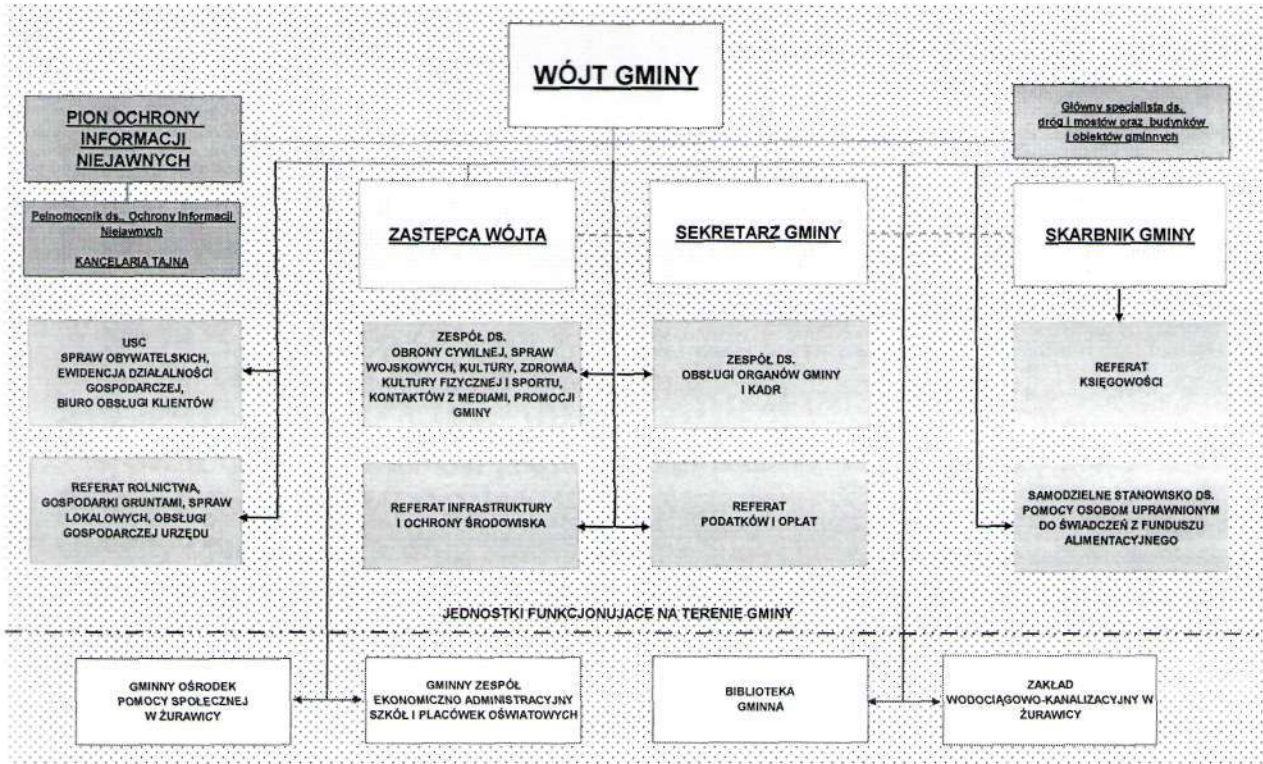 WÓJT GMINY
PION OCHRONY
INFORMACJI
NIEJAWNYCH
Główny specjalista ds.
dróg i mostów oraz budynków
i obiektów gminnych
Pełnomocnik ds., Ochrony Informacji
Niejawnych
KANCELARIA TAJNA
ZASTĘPCA WÓJTA
SEKRETARZ GMINY
SKARBNIK GMINY
USC
SPRAW OBYWATELSKICH,
EWIDENCJA DZIAŁALNOŚCI
GOSPODARCZEJ,
BIURO OBSŁUGI KLIENTÓW
ZESPÓŁ DS.
OBRONY CYWILNEJ, SPRAW
WOJSKOWYCH, KULTURY, ZDROWIA,
KULTURY FIZYCZNEJ I SPORTU,
KONTAKTÓW Z MEDIAMI, PROMOCJI
GMINY
ZESPÓŁ DS.
OBSŁUGI ORGANÓW GMINY
I KADR
REFERAT
KSIĘGOWOŚCI
REFERAT ROLNICTWA,
GOSPODARKI GRUNTAMI, SPRAW
LOKALOWYCH, OBSŁUGI
GOSPODARCZEJ URZĘDU
REFERAT INFRASTRUKTURY
I OCHRONY ŚRODOWISKA
REFERAT
PODATKÓW I OPŁAT
SAMODZIELNE STANOWISKO DS.
POMOCY OSOBOM UPRAWNIONYM
DO ŚWIADCZEŃ Z FUNDUSZU
ALIMENTACYJNEGO
JEDNOSTKI FUNKCJONUJACE NA TERENIE GMINY
GMINNY OŚRODEK
POMOCY SPOŁECZNEJ
W ŻURAWICY
GMINNY ZESPÓŁ
EKONOMICZNO ADMINISTRACYJNY
SZKÓŁ I PLACÓWEK OŚWIATOWYCH
BIBLIOTEKA
GMINNA
ZAKŁAD
WODOCIĄGOWO-KANALIZACYJNY W
ŻURAWICY